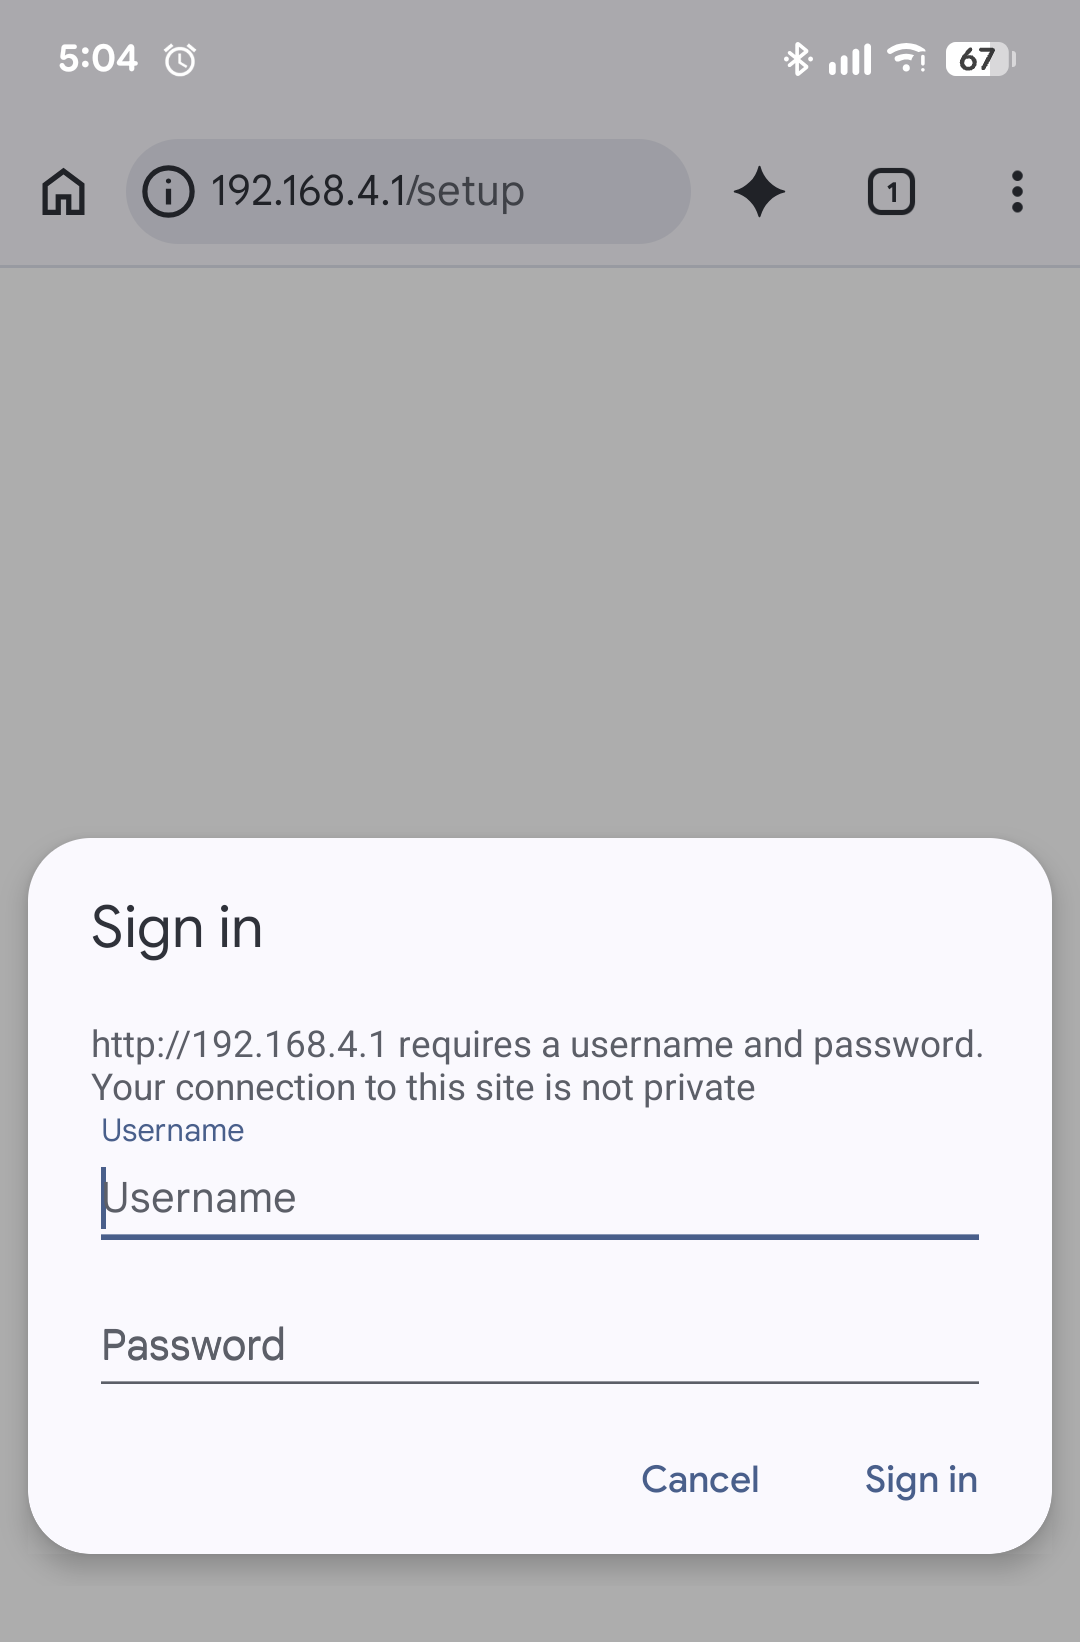 5:04
67
192.168.4.1/setup
1
Sign in
http://192.168.4.1 requires a username and password.
Your connection to this site is not private
Username
Username
Password
Cancel
Sign in